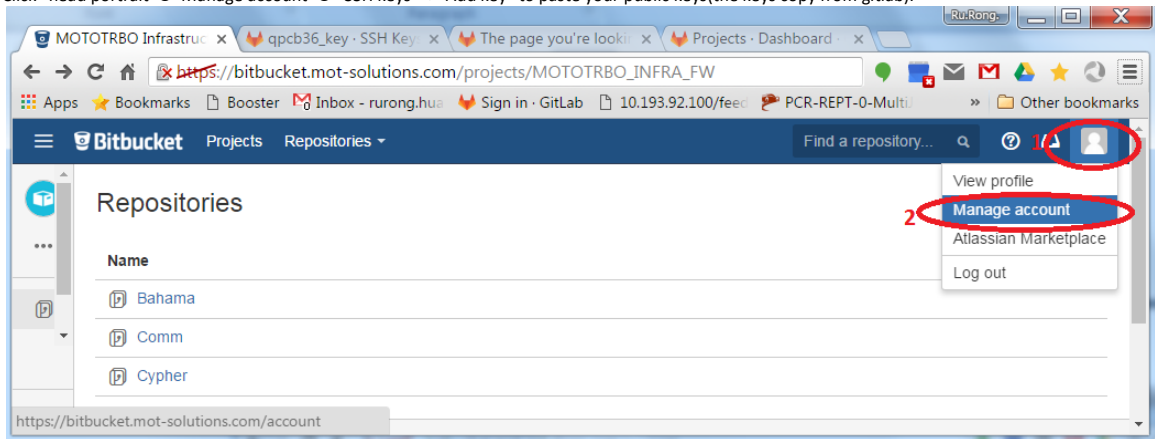 Ru.Rong.
MOTOTRBO Infrastruc
qpcb36_key · SSH Key
The page you're lookin
Projects · Dashboard ·
https://bitbucket.mot-solutions.com/projects/MOTOTRBO_INFRA_FW
Apps Bookmarks Booster Inbox - rurong.hua Sign in · GitLab 10.193.92.100/feed PCR-REPT-0-Multi » Other bookmarks
Bitbucket Projects Repositories Find a repository... 1
View profile
Repositories
2 Manage account
Atlassian Marketplace
Name
Log out
Bahama
Comm
Cypher
https://bitbucket.mot-solutions.com/account